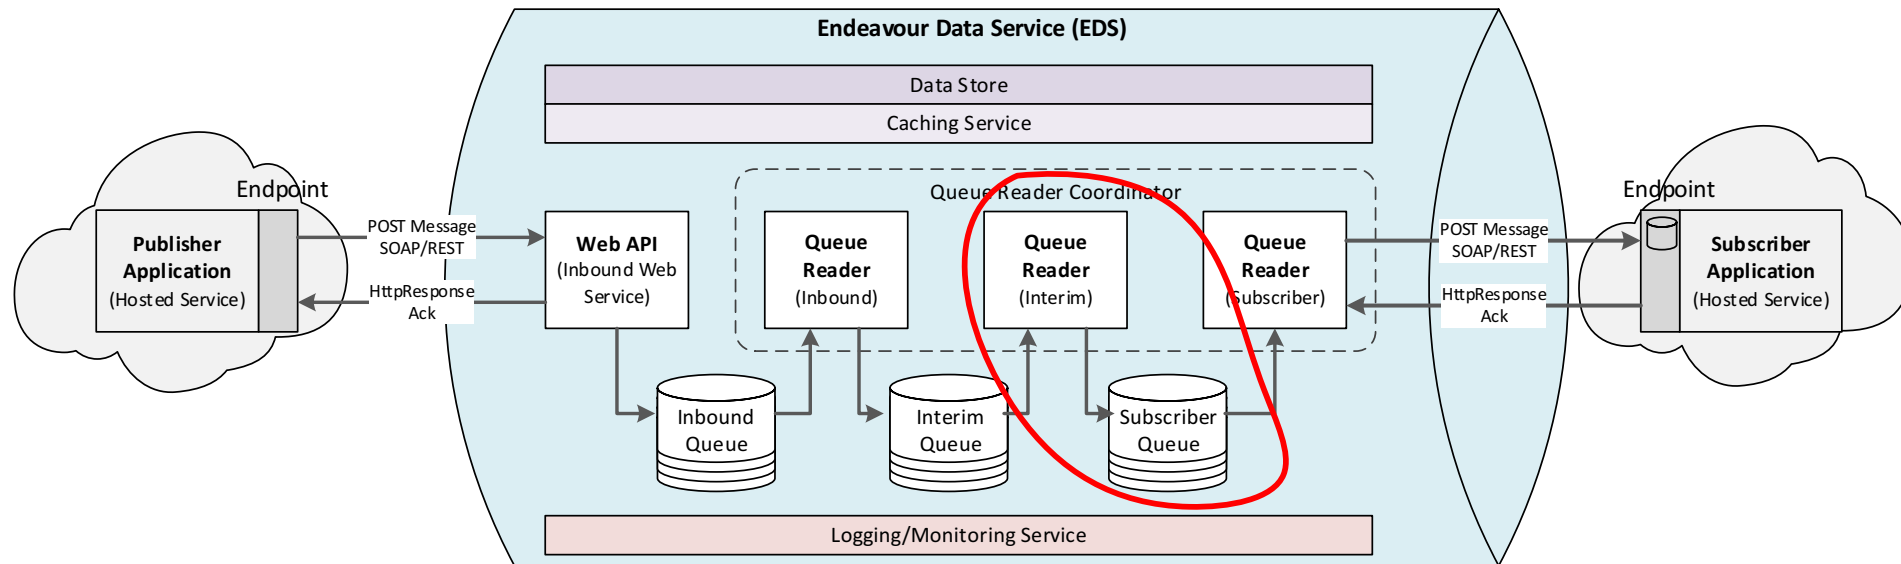 Endeavour Data Service (EDS)
Data Store
Caching Service
Endpoint
Publisher
Application
(Hosted Service)
POST Message
SOAP/REST
HttpResponse
Ack
Web API
(Inbound Web
Service)
Queue Reader Coordinator
Queue
Reader
(Inbound)
Queue
Reader
(Interim)
Queue
Reader
(Subscriber)
POST Message
SOAP/REST
HttpResponse
Ack
Endpoint
Subscriber
Application
(Hosted Service)
Inbound
Queue
Interim
Queue
Subscriber
Queue
Logging/Monitoring Service